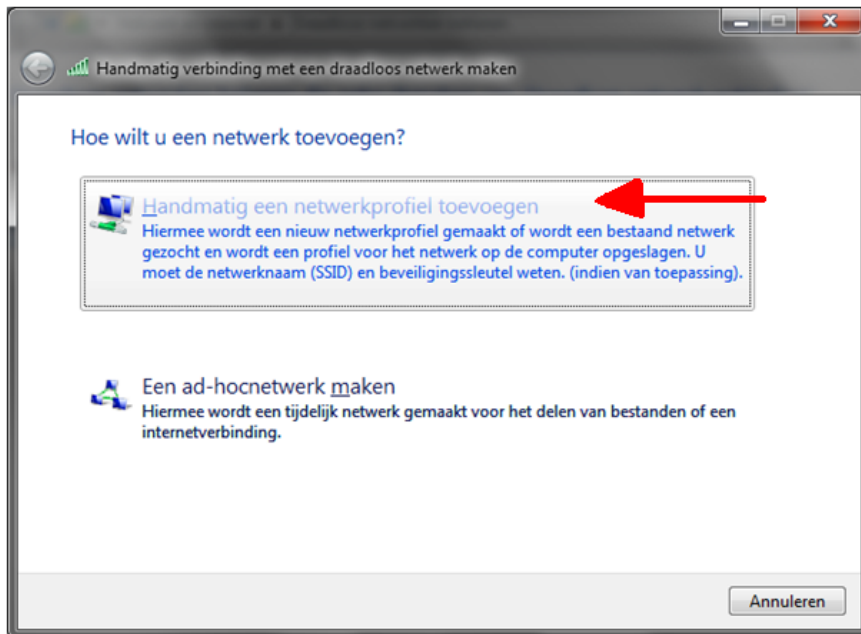 Handmatig verbinding met een draadloos netwerk maken
Hoe wilt u een netwerk toevoegen?
Handmatig een netwerkprofiel toevoegen
Hiermee wordt een nieuw netwerkprofiel gemaakt of wordt een bestaand netwerk
gezocht en wordt een profiel voor het netwerk op de computer opgeslagen. U
moet de netwerknaam (SSID) en beveiligingssleutel weten. (indien van toepassing).
Een ad-hocnetwerk maken
Hiermee wordt een tijdelijk netwerk gemaakt voor het delen van bestanden of een
internetverbinding.
Annuleren